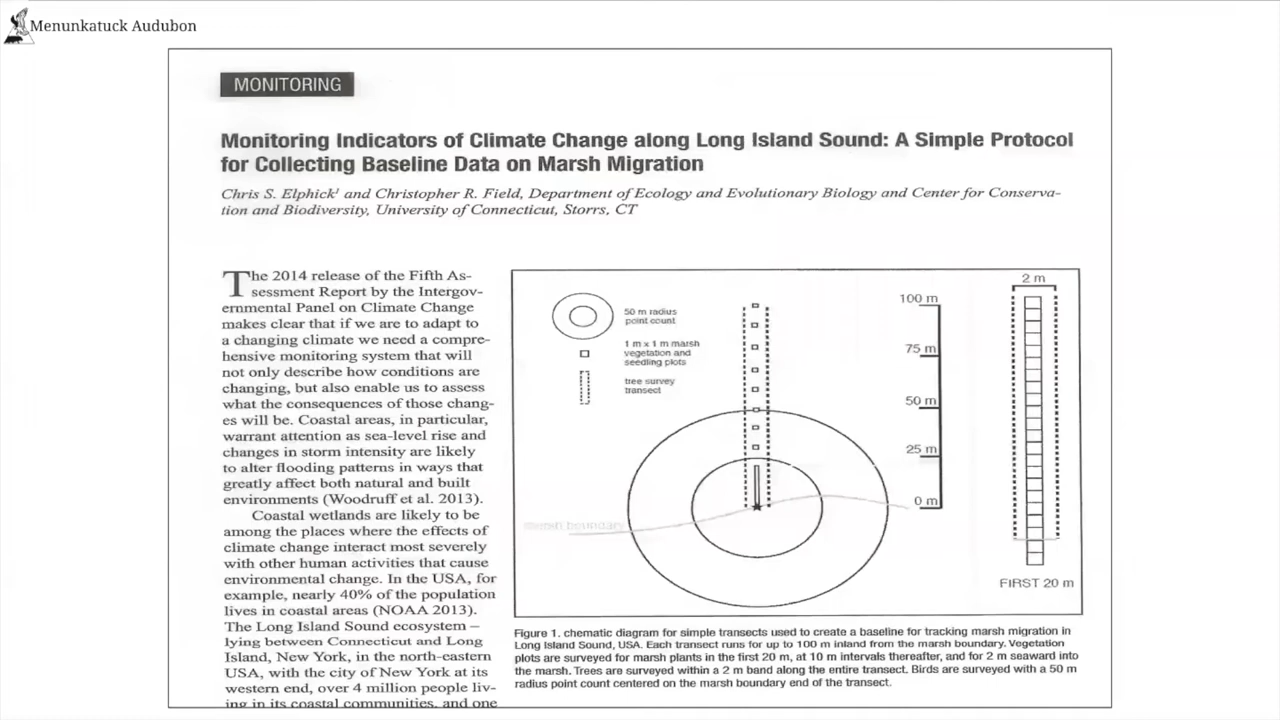 Menunkatuck Audubon
MONITORING
Monitoring Indicators of Climate Change along Long Island Sound: A Simple Protocol
for Collecting Baseline Data on Marsh Migration
Chris S. Elphick¹ and Christopher R. Field, Department of Ecology and Evolutionary Biology and Center for Conserva-
tion and Biodiversity, University of Connecticut, Storrs, CT
The 2014 release of the Fifth As-
sessment Report by the Intergov-
ernmental Panel on Climate Change
makes clear that if we are to adapt to
a changing climate we need a compre-
hensive monitoring system that will
not only describe how conditions are
changing, but also enable us to assess
what the consequences of those chang-
es will be. Coastal areas, in particular,
warrant attention as sea-level rise and
changes in storm intensity are likely
to alter flooding patterns in ways that
greatly affect both natural and built
environments (Woodruff et al. 2013).
Coastal wetlands are likely to be
among the places where the effects of
climate change interact most severely
with other human activities that cause
environmental change. In the USA, for
example, nearly 40% of the population
lives in coastal areas (NOAA 2013).
The Long Island Sound ecosystem –
lying between Connecticut and Long
Island, New York, in the north-eastern
USA, with the city of New York at its
western end, over 4 million people liv-
ing in its coastal communities, and one
50 m radius
point count
1 m x 1 m marsh
vegetation and
seedling plots
tree survey
transect
100 m
75 m
50 m
25 m
0 m
marsh boundary
2 m
FIRST 20 m
Figure 1. chematic diagram for simple transects used to create a baseline for tracking marsh migration in
Long Island Sound, USA. Each transect runs for up to 100 m inland from the marsh boundary. Vegetation
plots are surveyed for marsh plants in the first 20 m, at 10 m intervals thereafter, and for 2 m seaward into
the marsh. Trees are surveyed within a 2 m band along the entire transect. Birds are surveyed with a 50 m
radius point count centered on the marsh boundary end of the transect.